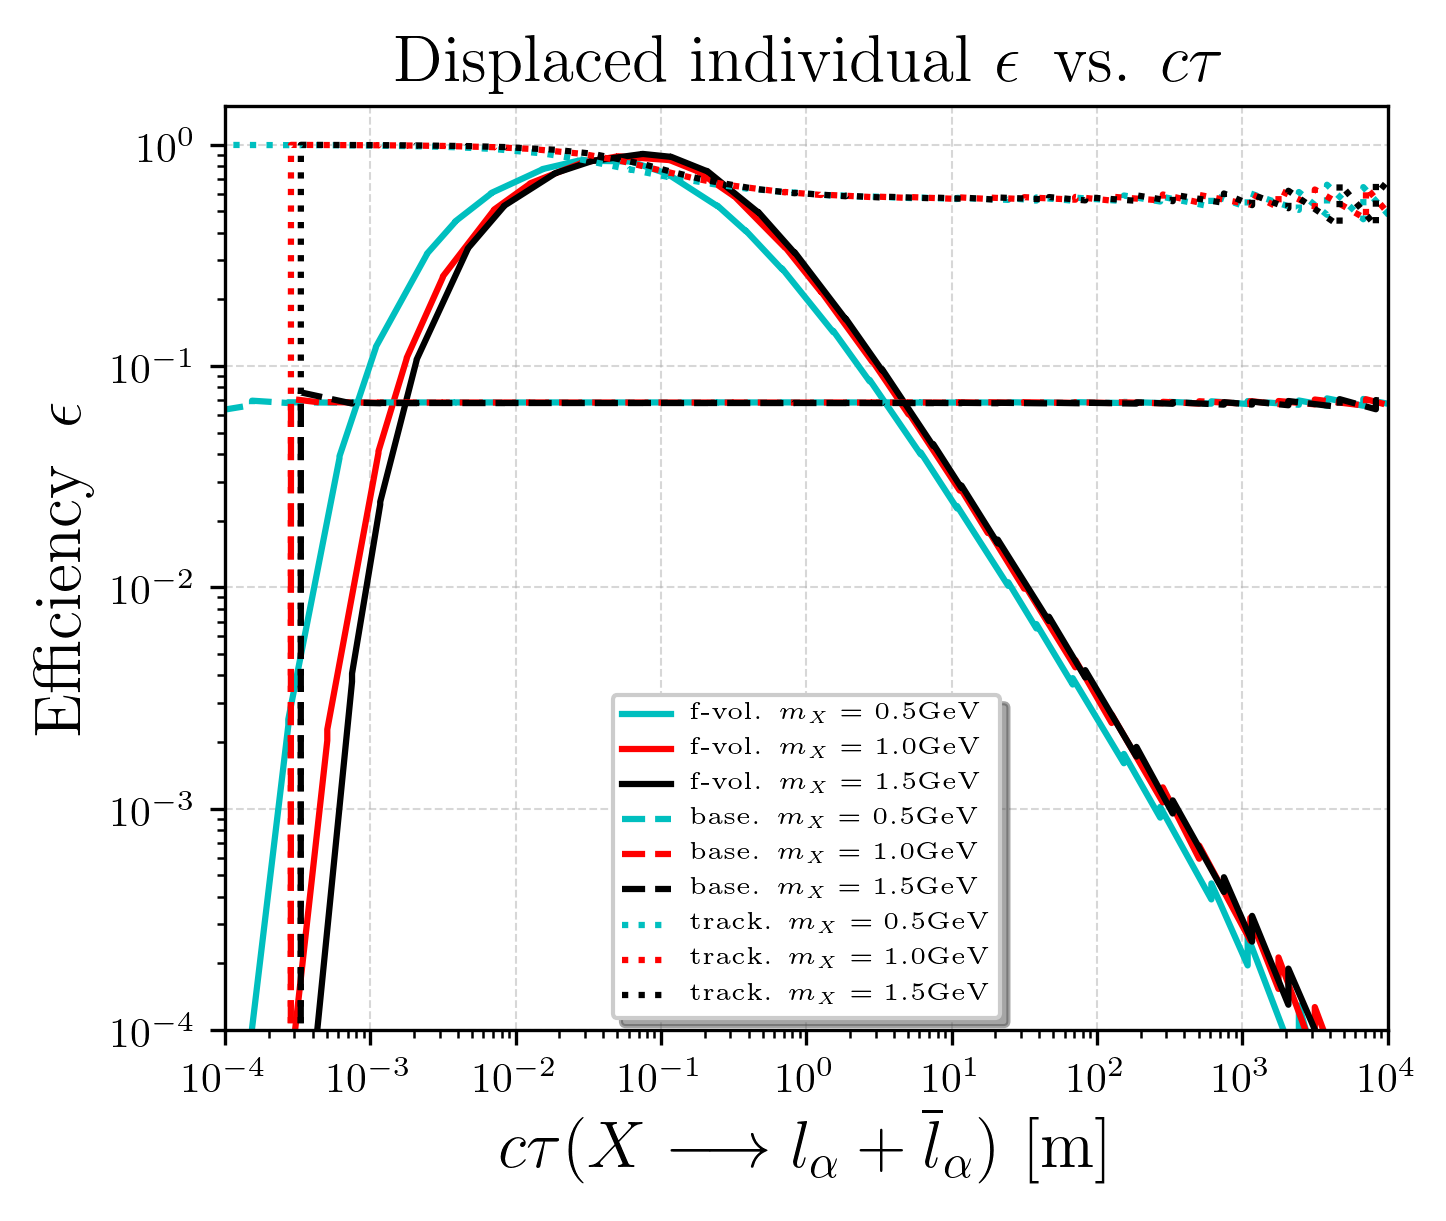 Displaced individual ϵ vs. cτ
Efficiency ϵ
10⁰
10⁻¹
10⁻²
10⁻³
10⁻⁴
f-vol. m_X = 0.5GeV
f-vol. m_X = 1.0GeV
f-vol. m_X = 1.5GeV
base. m_X = 0.5GeV
base. m_X = 1.0GeV
base. m_X = 1.5GeV
track. m_X = 0.5GeV
track. m_X = 1.0GeV
track. m_X = 1.5GeV
10⁻⁴ 10⁻³ 10⁻² 10⁻¹ 10⁰ 10¹ 10² 10³ 10⁴
cτ(X ⟶ l_α + l̅_α) [m]